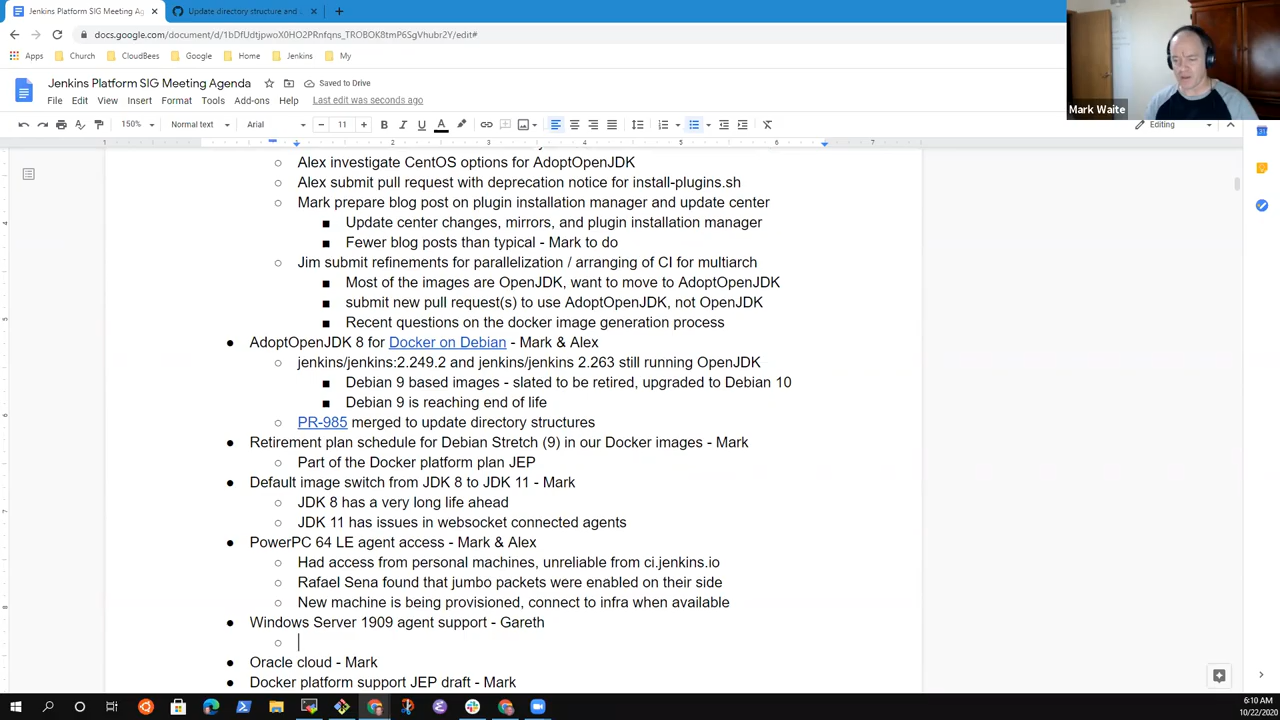 Jenkins Platform SIG Meeting Ag
Update directory structure and
docs.google.com/document/d/1bDfUdtjpwoX0HO2PRnfqns_TROBOK8tmP6SgVhubr2Y/edit#
Apps Church CloudBees Google Home Jenkins My
Jenkins Platform SIG Meeting Agenda
Saved to Drive
File Edit View Insert Format Tools Add-ons Help Last edit was seconds ago
Mark Waite
150% Normal text Arial 11 Editing
1 1 2 3 4 5 6 7
Alex investigate CentOS options for AdoptOpenJDK
Alex submit pull request with deprecation notice for install-plugins.sh
Mark prepare blog post on plugin installation manager and update center
Update center changes, mirrors, and plugin installation manager
Fewer blog posts than typical - Mark to do
Jim submit refinements for parallelization / arranging of CI for multiarch
Most of the images are OpenJDK, want to move to AdoptOpenJDK
submit new pull request(s) to use AdoptOpenJDK, not OpenJDK
Recent questions on the docker image generation process
AdoptOpenJDK 8 for Docker on Debian - Mark & Alex
jenkins/jenkins:2.249.2 and jenkins/jenkins 2.263 still running OpenJDK
Debian 9 based images - slated to be retired, upgraded to Debian 10
Debian 9 is reaching end of life
PR-985 merged to update directory structures
Retirement plan schedule for Debian Stretch (9) in our Docker images - Mark
Part of the Docker platform plan JEP
Default image switch from JDK 8 to JDK 11 - Mark
JDK 8 has a very long life ahead
JDK 11 has issues in websocket connected agents
PowerPC 64 LE agent access - Mark & Alex
Had access from personal machines, unreliable from ci.jenkins.io
Rafael Sena found that jumbo packets were enabled on their side
New machine is being provisioned, connect to infra when available
Windows Server 1909 agent support - Gareth
Oracle cloud - Mark
Docker platform support JEP draft - Mark
6:10 AM
10/22/2020